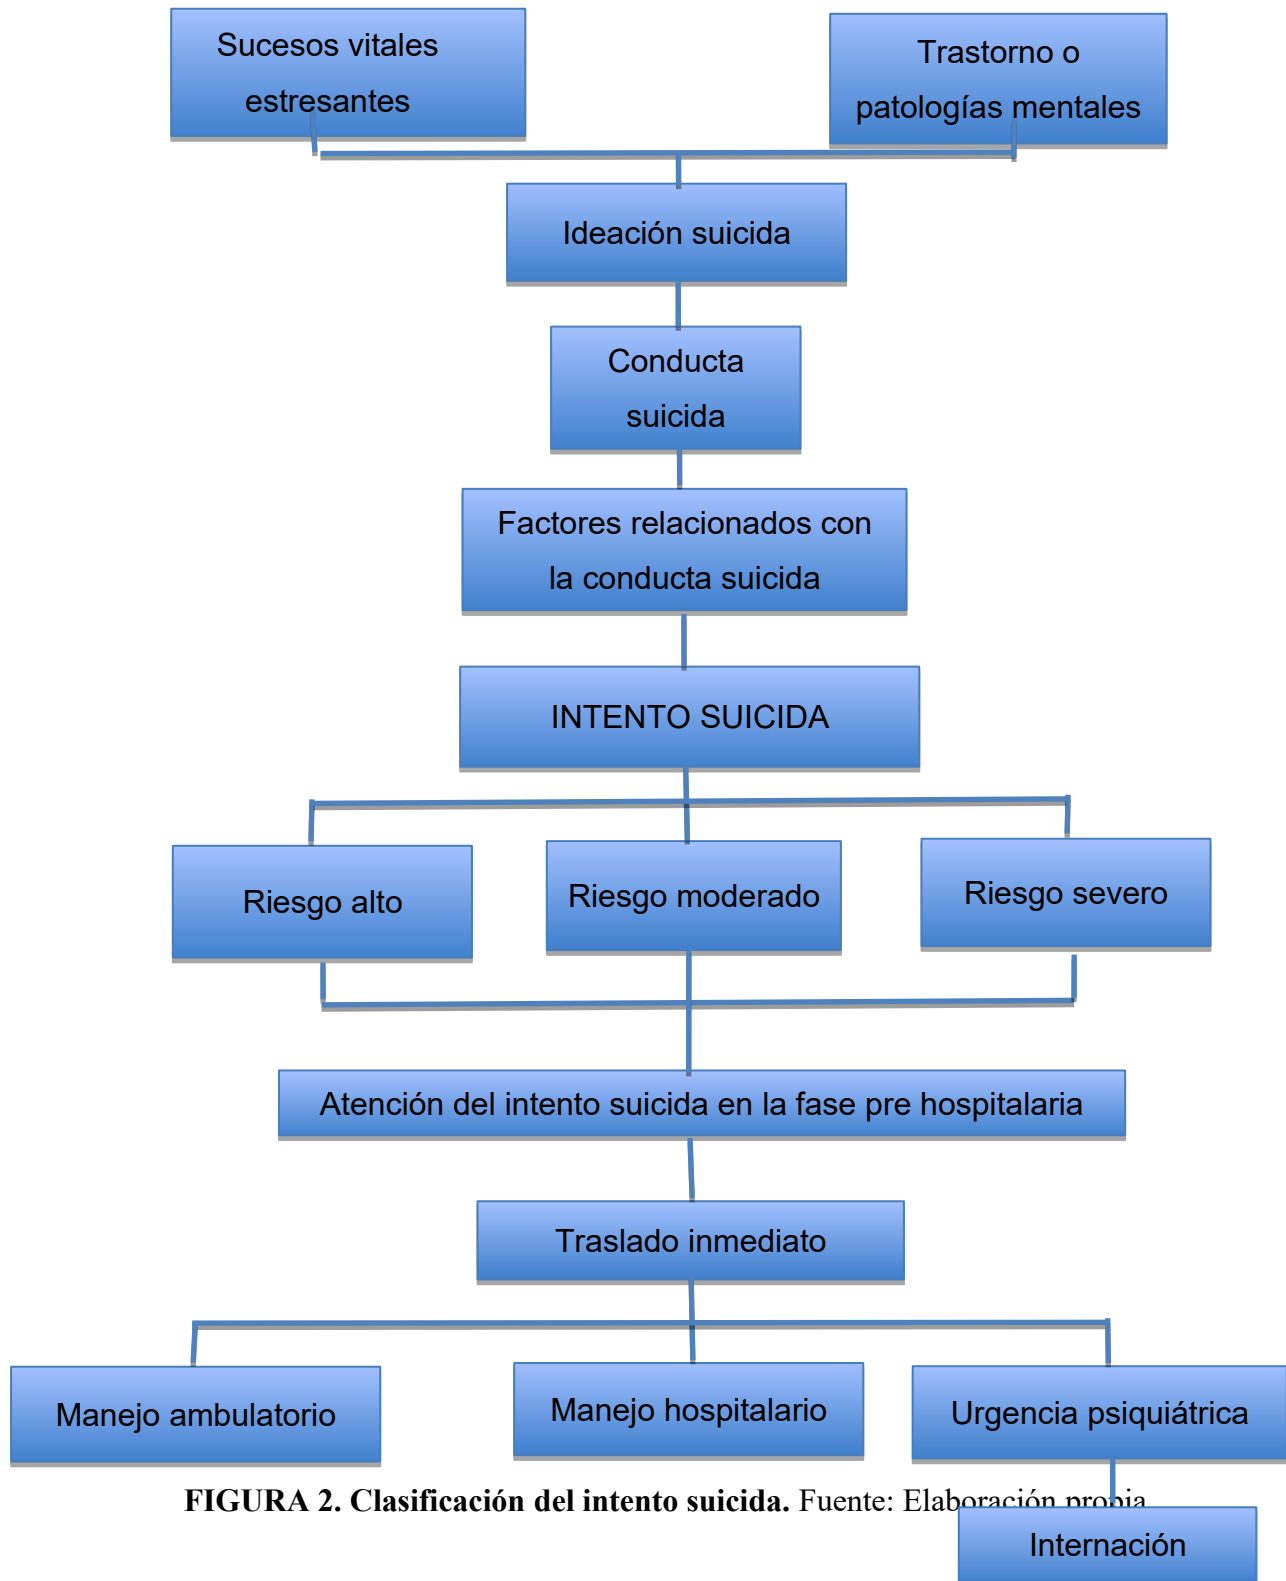 Sucesos vitales
estresantes
Trastorno o
patologías mentales
Ideación suicida
Conducta
suicida
Factores relacionados con
la conducta suicida
INTENTO SUICIDA
Riesgo alto
Riesgo moderado
Riesgo severo
Atención del intento suicida en la fase pre hospitalaria
Traslado inmediato
Manejo ambulatorio
Manejo hospitalario
Urgencia psiquiátrica
FIGURA 2. Clasificación del intento suicida. Fuente: Elaboración propia
Internación